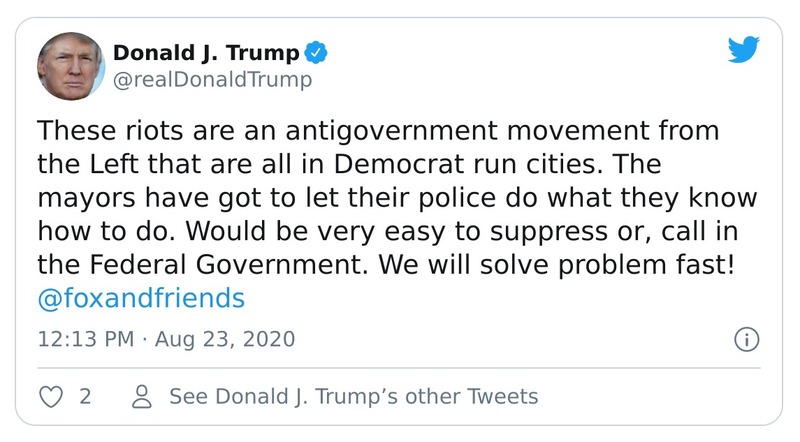 Donald J. Trump
@realDonaldTrump
These riots are an antigovernment movement from
the Left that are all in Democrat run cities. The
mayors have got to let their police do what they know
how to do. Would be very easy to suppress or, call in
the Federal Government. We will solve problem fast!
@foxandfriends
12:13 PM · Aug 23, 2020
2 See Donald J. Trump’s other Tweets